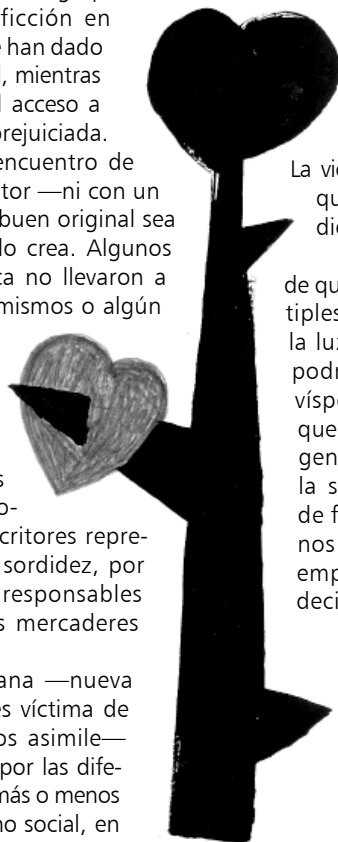 ficción en
han dado
, mientras
acceso a
rejuiciada.
encuentro de
tor —ni con un
buen original sea
lo crea. Algunos
ca no llevaron a
mismos o algún
s
o-
critores repre-
sordidez, por
responsables
s mercaderes
ana —nueva
es víctima de
os asimile—
por las dife-
más o menos
no social, en
La vi
qu
di
de qu
tiples
la luz
podr
víspe
que
gen
la s
de f
nos
emp
deci